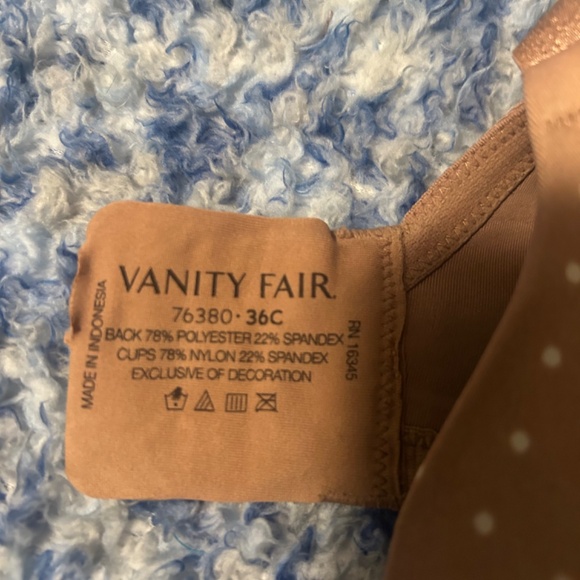 VANITY FAIR.
76380 • 36C
BACK 78% POLYESTER 22% SPANDEX
CUPS 78% NYLON 22% SPANDEX
EXCLUSIVE OF DECORATION
MADE IN INDONESIA
RN 16345